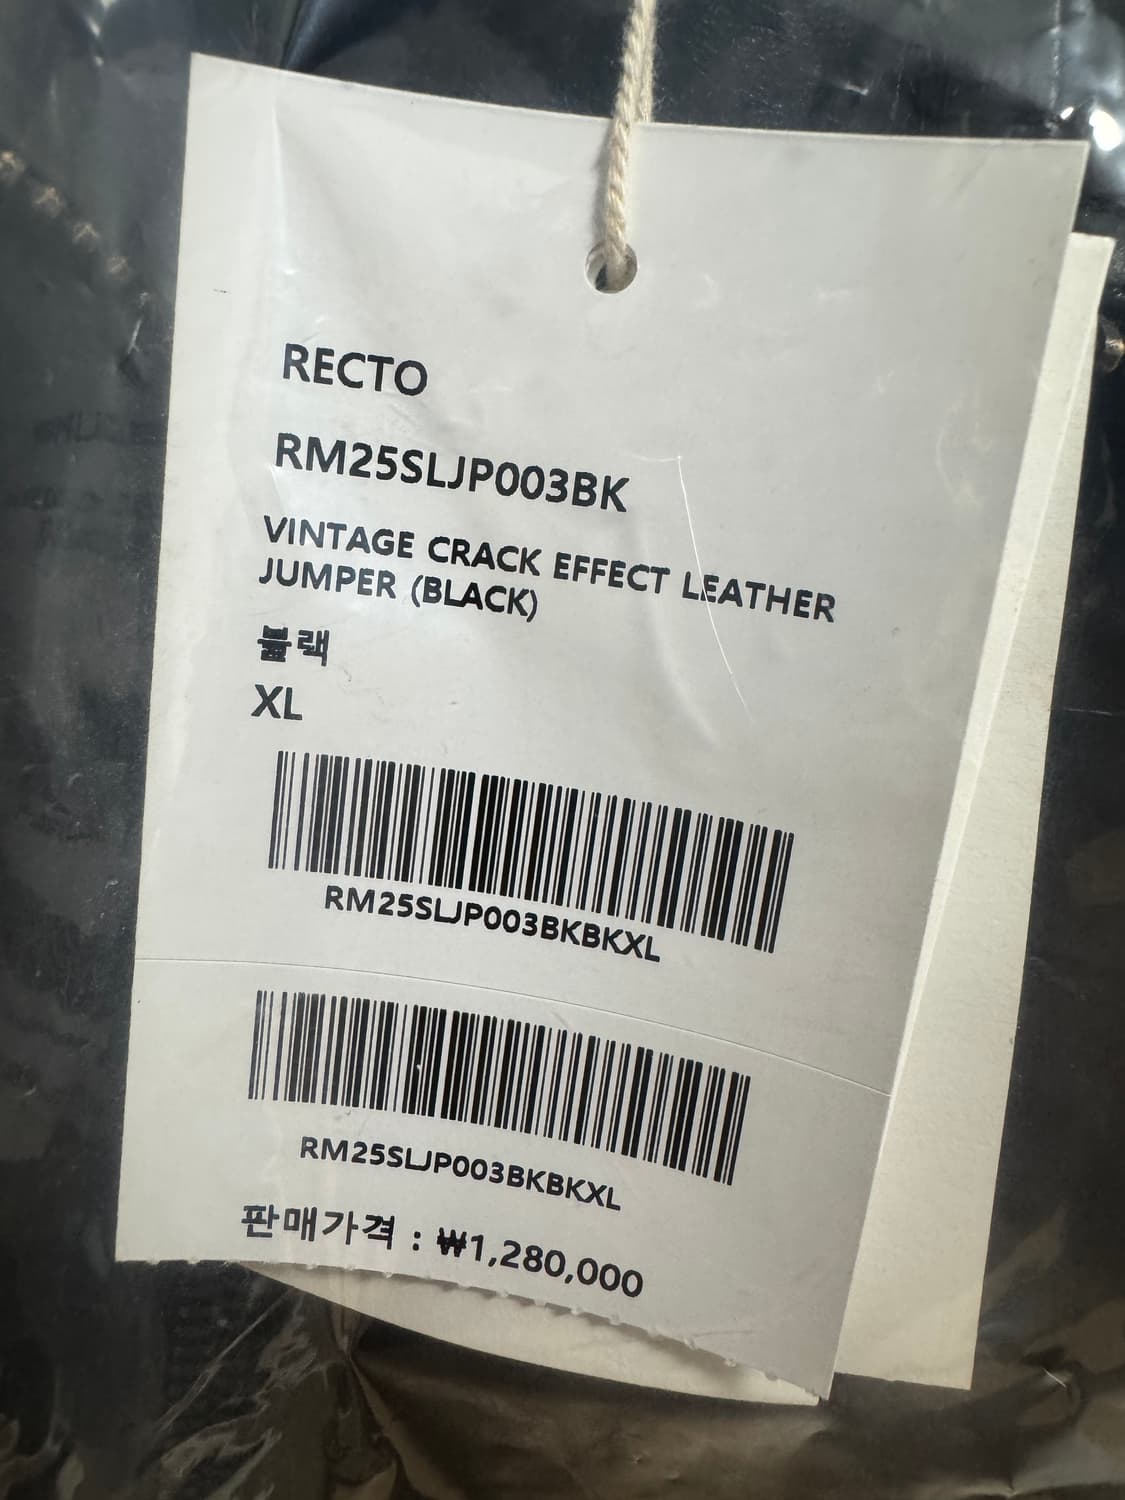 RECTO
RM25SLJP003BK
VINTAGE CRACK EFFECT LEATHER
JUMPER (BLACK)
블랙
XL
RM25SLJP003BKBKXL
RM25SLJP003BKBKXL
판매가격 : ₩1,280,000